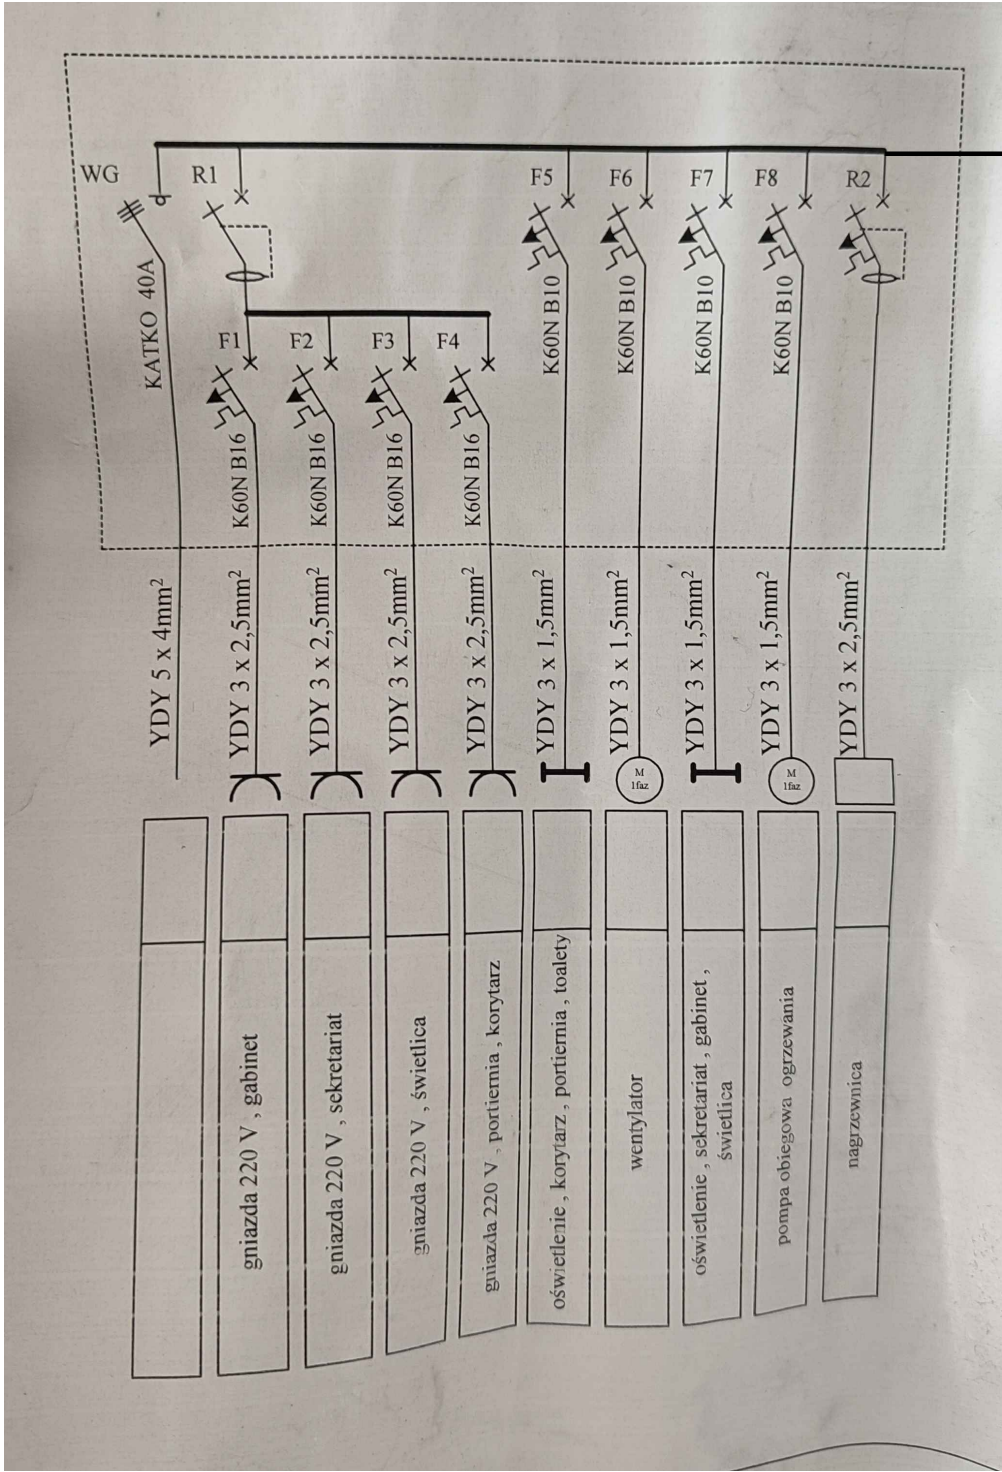 WG
R1
F5
F6
F7
F8
R2
KATKO 40A
F1
F2
F3
F4
K60N B10
K60N B10
K60N B10
K60N B10
K60N B16
K60N B16
K60N B16
K60N B16
YDY 5 x 4mm²
YDY 3 x 2,5mm²
YDY 3 x 2,5mm²
YDY 3 x 2,5mm²
YDY 3 x 2,5mm²
YDY 3 x 1,5mm²
YDY 3 x 1,5mm²
YDY 3 x 1,5mm²
YDY 3 x 1,5mm²
YDY 3 x 2,5mm²
M
1faz
M
1faz
gniazda 220 V , gabinet
gniazda 220 V , sekretariat
gniazda 220 V , świetlica
gniazda 220 V , portiernia , korytarz
oświetlenie , korytarz , portiernia , toalety
wentylator
oświetlenie , sekretariat , gabinet ,
świetlica
pompa obiegowa ogrzewania
nagrzewnica